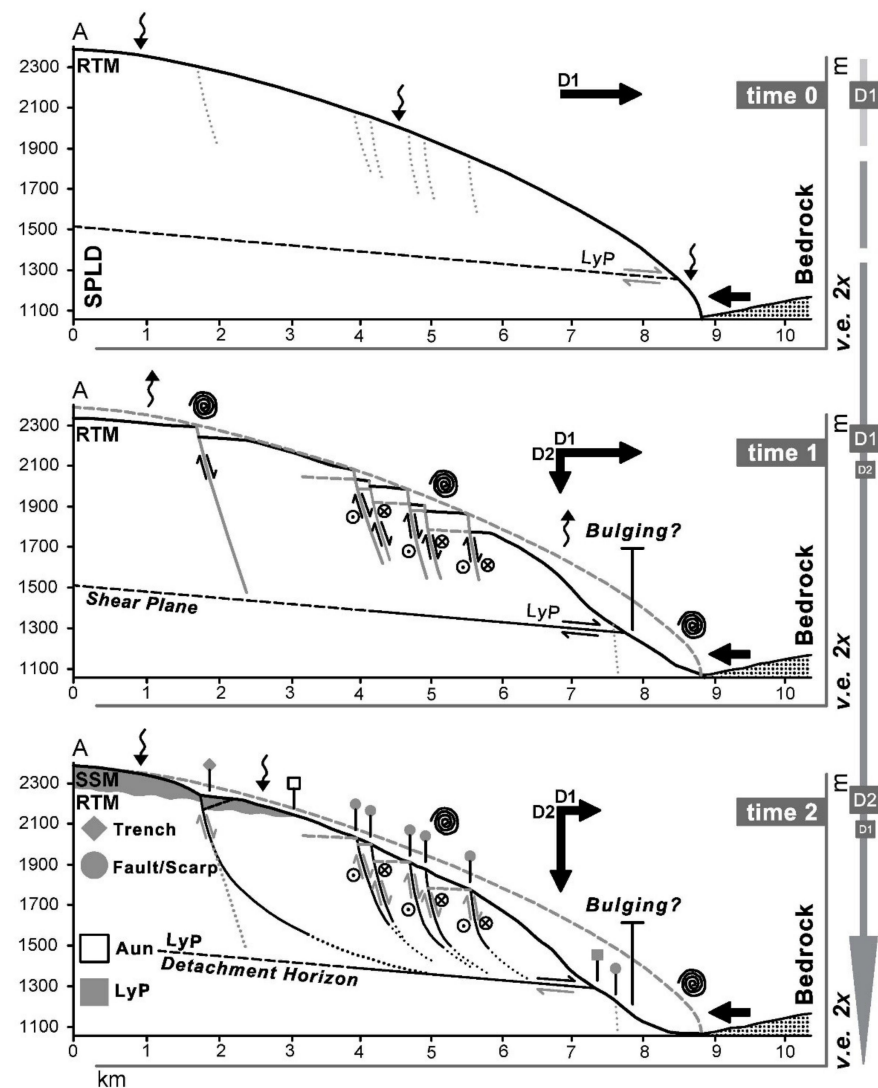 A
2300
RTM
2100
1900
1700
1500
1300
1100
SPLD
LyP
D1
time 0
m
D1
Bedrock
v.e. 2x
0 1 2 3 4 5 6 7 8 9 10
A
2300
RTM
2100
1900
1700
1500
1300
1100
Shear Plane
LyP
D1
D2
Bulging?
time 1
m
D1
D2
Bedrock
v.e. 2x
0 1 2 3 4 5 6 7 8 9 10
A
2300
SSM
RTM
2100
1900
1700
1500
1300
1100
Trench
Fault/Scarp
Aun
LyP
LyP
Detachment Horizon
D1
D2
Bulging?
time 2
m
D2
D1
Bedrock
v.e. 2x
0 1 2 3 4 5 6 7 8 9 10
km